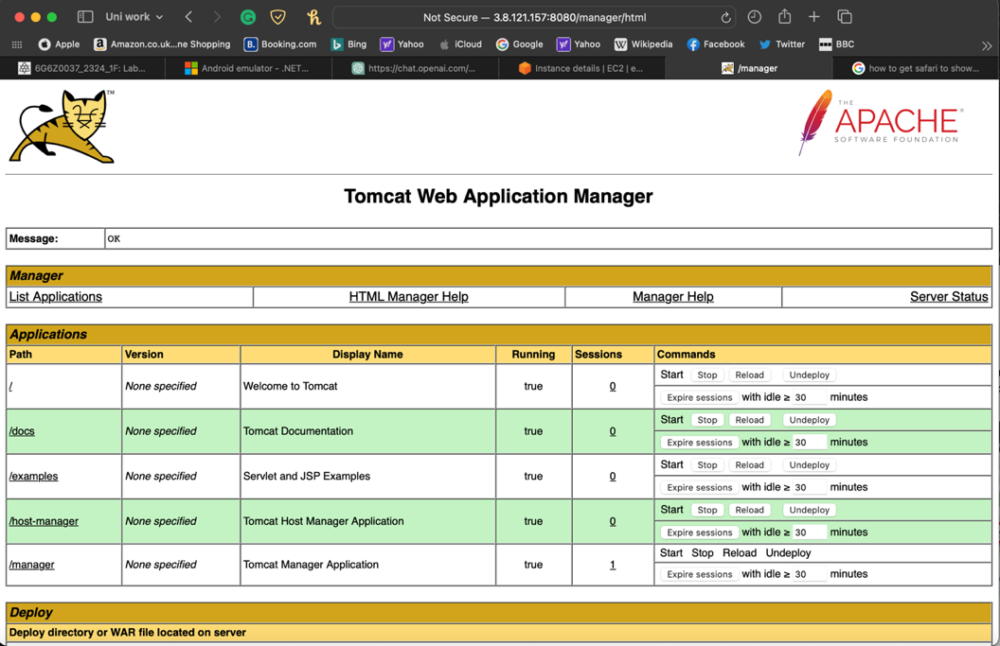 Uni work
Not Secure — 3.8.121.157:8080/manager/html
Apple
Amazon.co.uk...ne Shopping
Booking.com
Bing
Yahoo
iCloud
Google
Yahoo
Wikipedia
Facebook
Twitter
BBC
6G6Z0037_2324_1F: Lab...
Android emulator - .NET...
https://chat.openai.com/...
Instance details | EC2 | e...
/manager
how to get safari to show...
TM
THE
APACHE®
SOFTWARE FOUNDATION
Tomcat Web Application Manager
Message: OK
Manager
List Applications HTML Manager Help Manager Help Server Status
Applications
Path Version Display Name Running Sessions Commands
/ None specified Welcome to Tomcat true 0 Start Stop Reload Undeploy
Expire sessions with idle ≥ 30 minutes
/docs None specified Tomcat Documentation true 0 Start Stop Reload Undeploy
Expire sessions with idle ≥ 30 minutes
/examples None specified Servlet and JSP Examples true 0 Start Stop Reload Undeploy
Expire sessions with idle ≥ 30 minutes
/host-manager None specified Tomcat Host Manager Application true 0 Start Stop Reload Undeploy
Expire sessions with idle ≥ 30 minutes
/manager None specified Tomcat Manager Application true 1 Start Stop Reload Undeploy
Expire sessions with idle ≥ 30 minutes
Deploy
Deploy directory or WAR file located on server